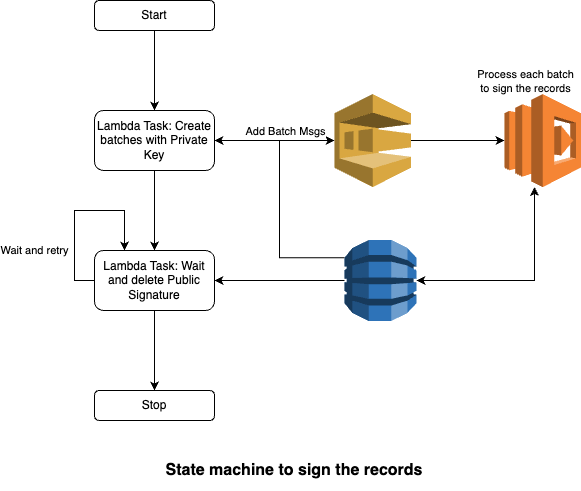 Start
Process each batch
to sign the records
Lambda Task: Create
batches with Private
Key
Add Batch Msgs
Wait and retry
Lambda Task: Wait
and delete Public
Signature
Stop
State machine to sign the records